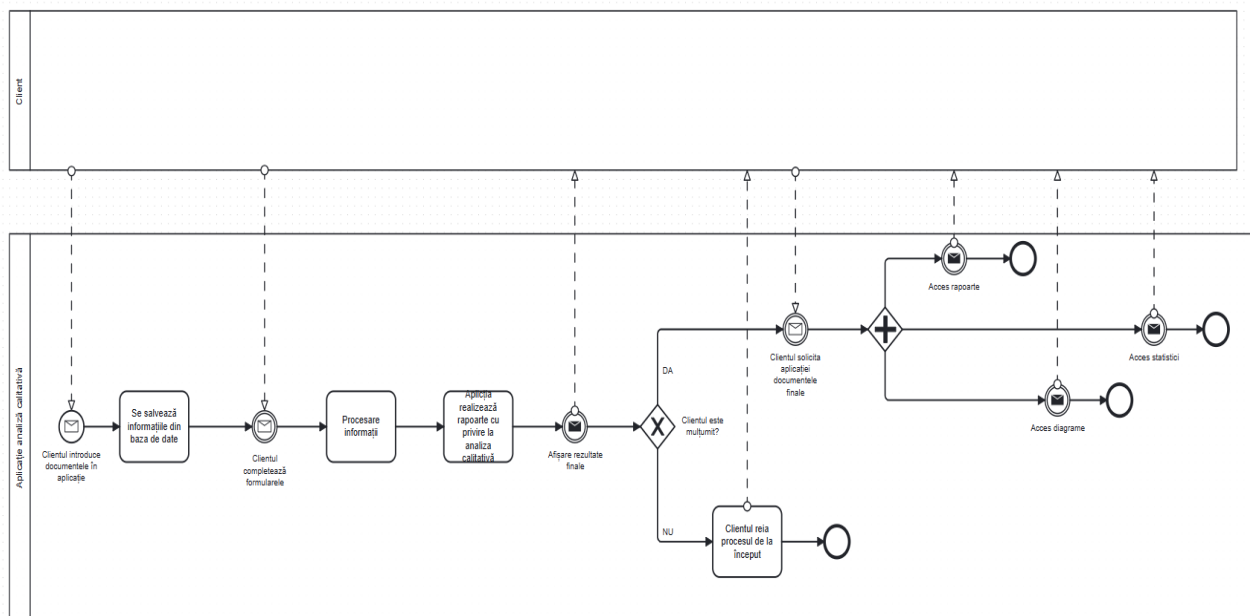 Client
Aplicație analiză calitativă
Clientul introduce
documentele în
aplicație
Se salvează
informațiile din
baza de date
Clientul
completează
formularele
Procesare
informații
Aplicția
realizează
rapoarte cu
privire la
analiza
calitativă
Afișare rezultate
finale
Clientul este
mulțumit?
DA
NU
Clientul solicita
aplicației
documentele
finale
Acces rapoarte
Acces statistici
Acces diagrame
Clientul reia
procesul de la
început